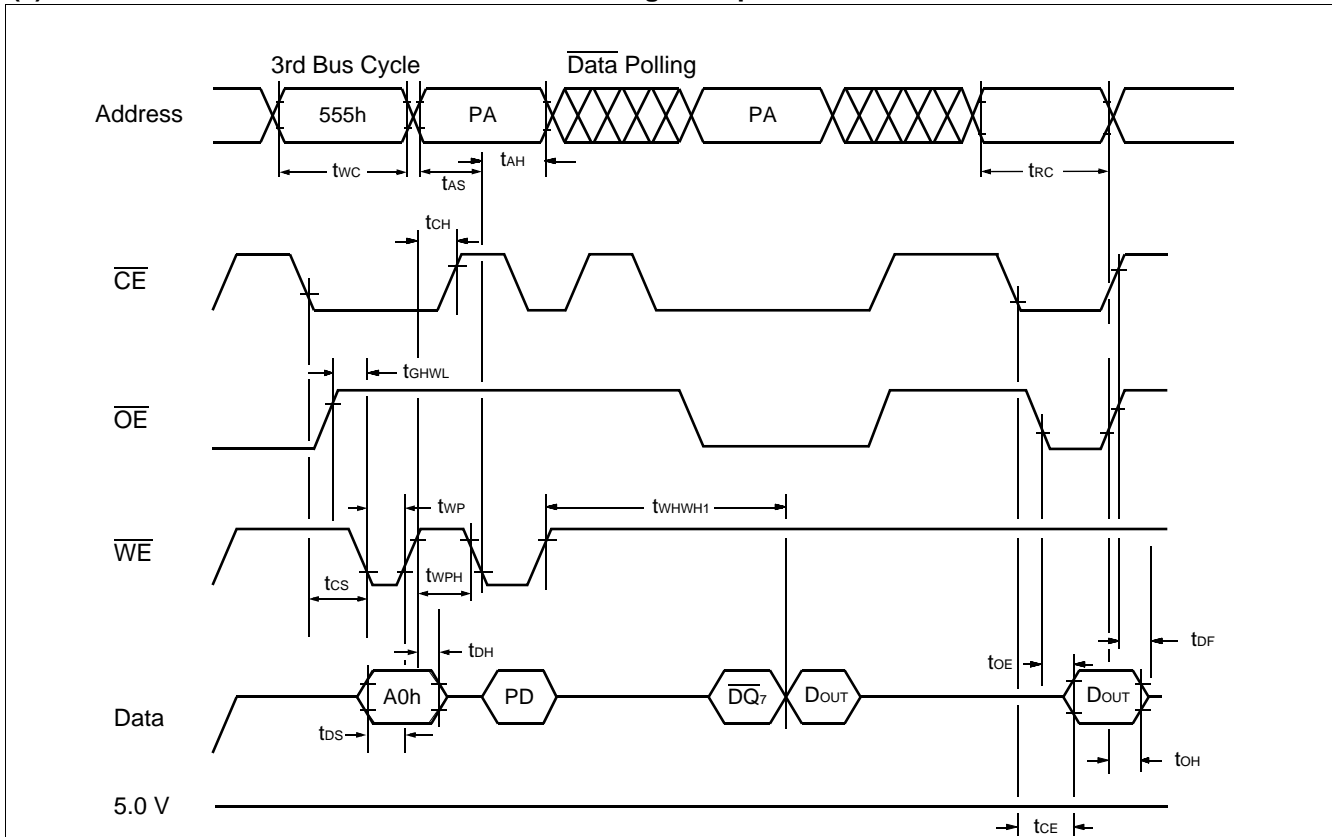 3rd Bus Cycle
Data Polling
Address
555h
PA
PA
tWC
tAS
tAH
tRC
tCH
CE
tGHWL
OE
tWP
tWHWH1
WE
tCS
tWPH
tDH
tOE
tDF
Data
A0h
PD
DQ7
DOUT
DOUT
tDS
tOH
5.0 V
tCE